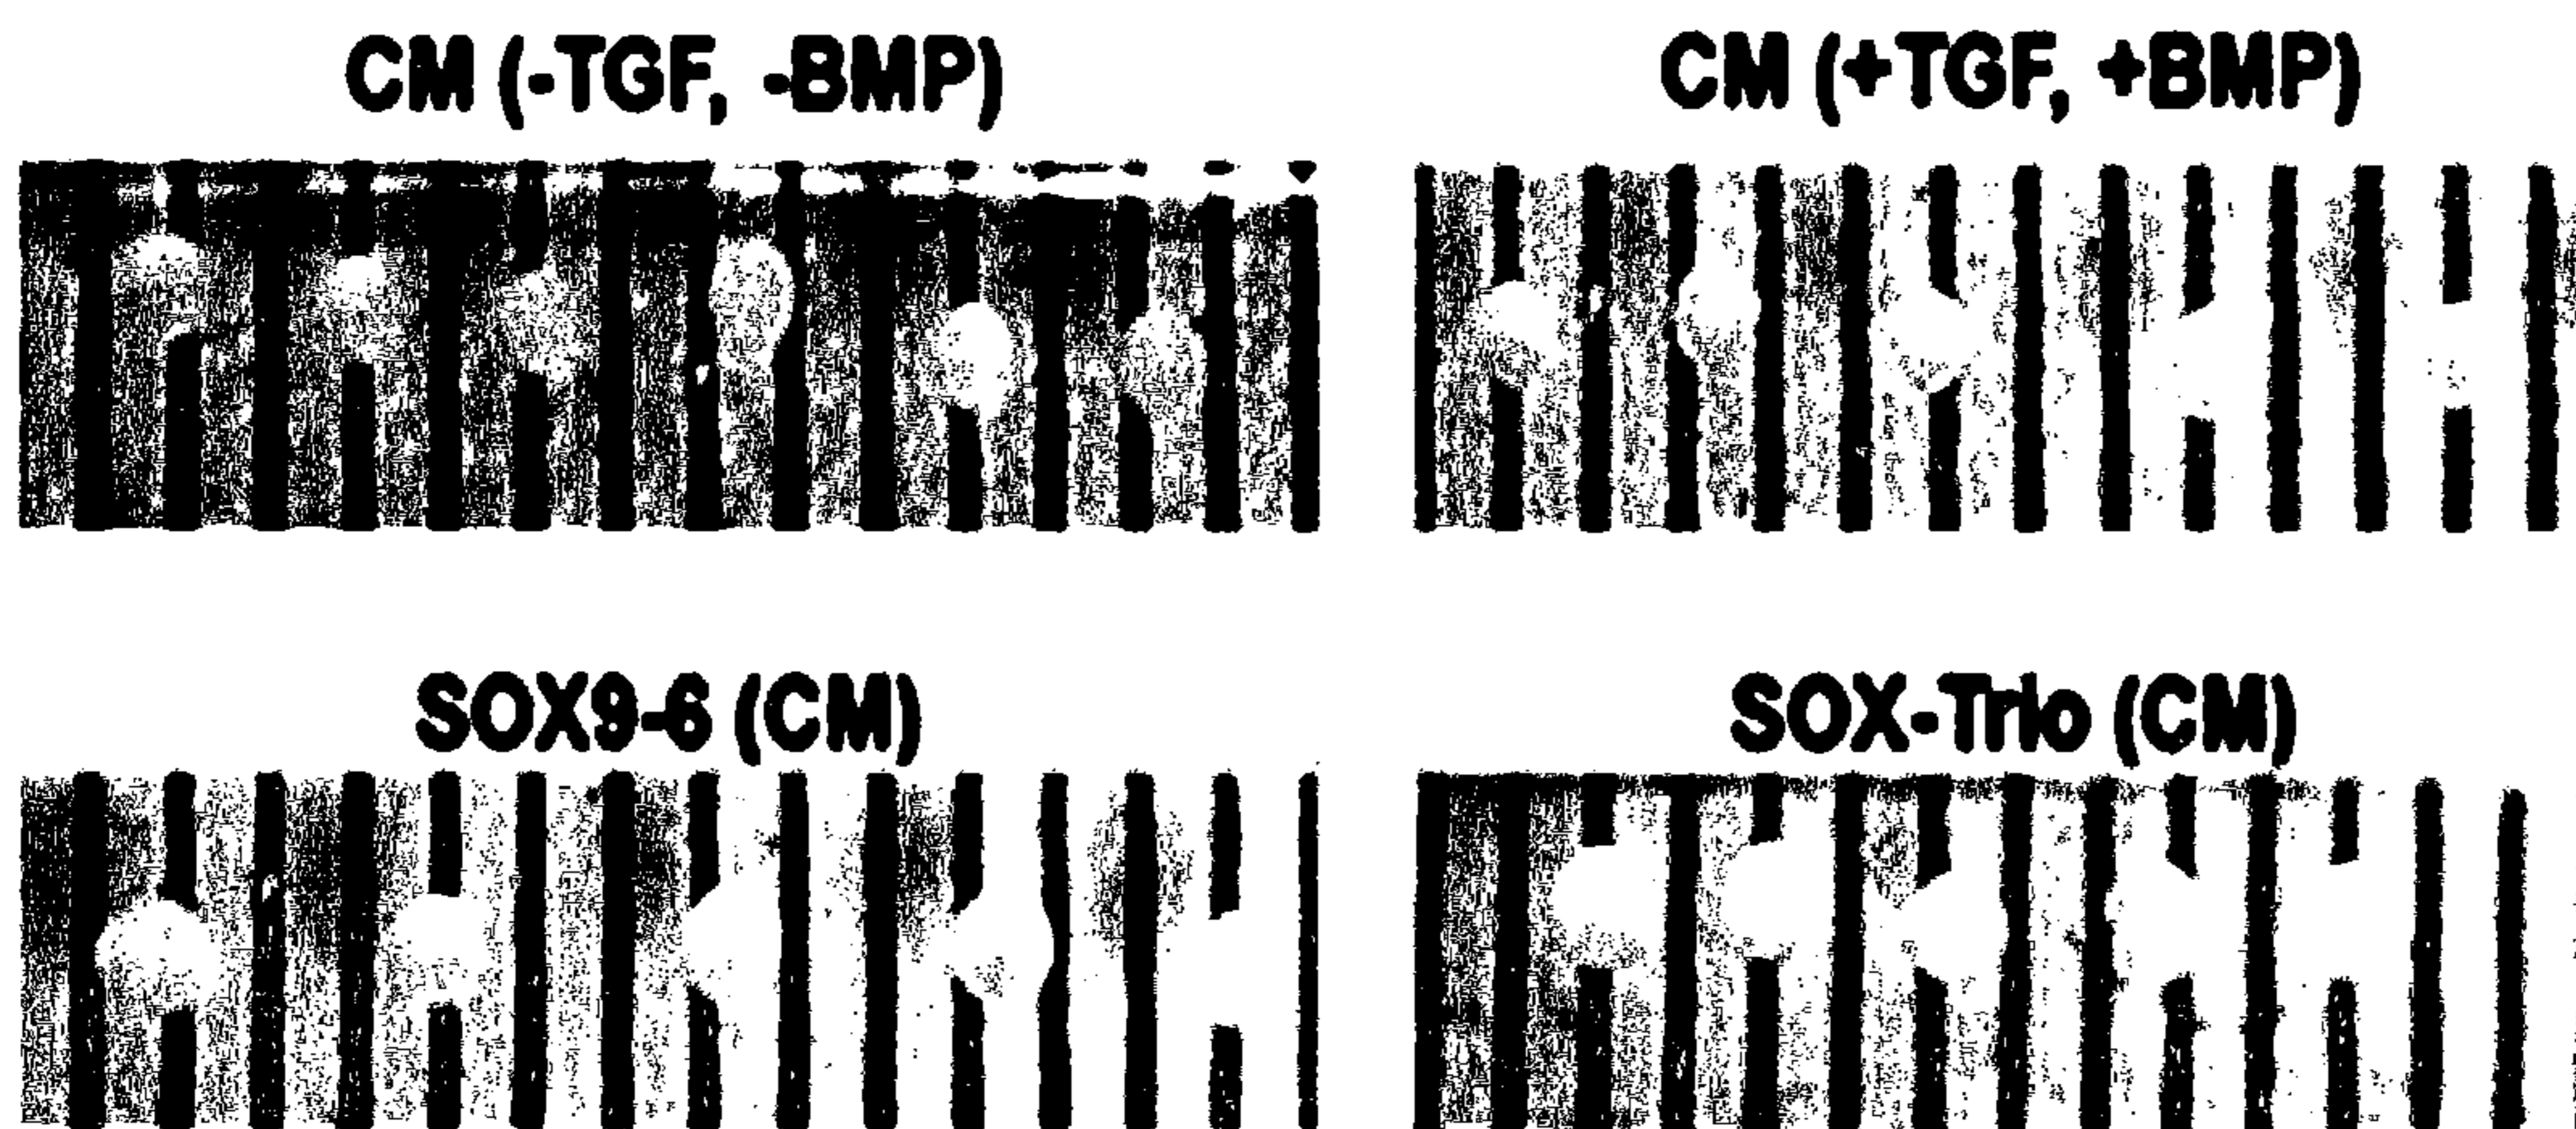 CM (-TGF, -BMP)
CM (+TGF, +BMP)
SOX9-6 (CM)
SOX-Trio (CM)